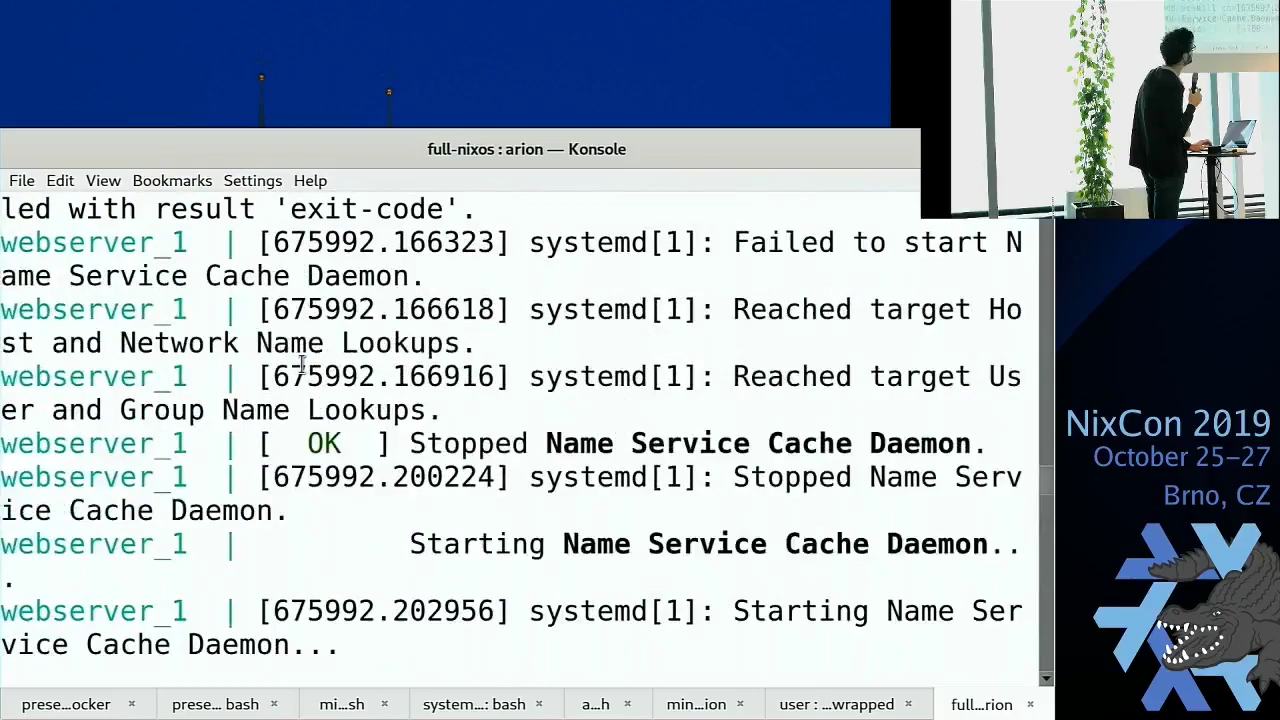 full-nixos : arion — Konsole
File Edit View Bookmarks Settings Help
led with result 'exit-code'.
webserver_1 | [675992.166323] systemd[1]: Failed to start N
ame Service Cache Daemon.
webserver_1 | [675992.166618] systemd[1]: Reached target Ho
st and Network Name Lookups.
webserver_1 | [675992.166916] systemd[1]: Reached target Us
er and Group Name Lookups.
webserver_1 | [ OK ] Stopped Name Service Cache Daemon.
webserver_1 | [675992.200224] systemd[1]: Stopped Name Serv
ice Cache Daemon.
webserver_1 | Starting Name Service Cache Daemon..
.
webserver_1 | [675992.202956] systemd[1]: Starting Name Ser
vice Cache Daemon...
prese...ocker
prese... bash
mi...sh
system...: bash
a...h
min...ion
user : ...wrapped
full...rion
NixCon 2019
October 25–27
Brno, CZ